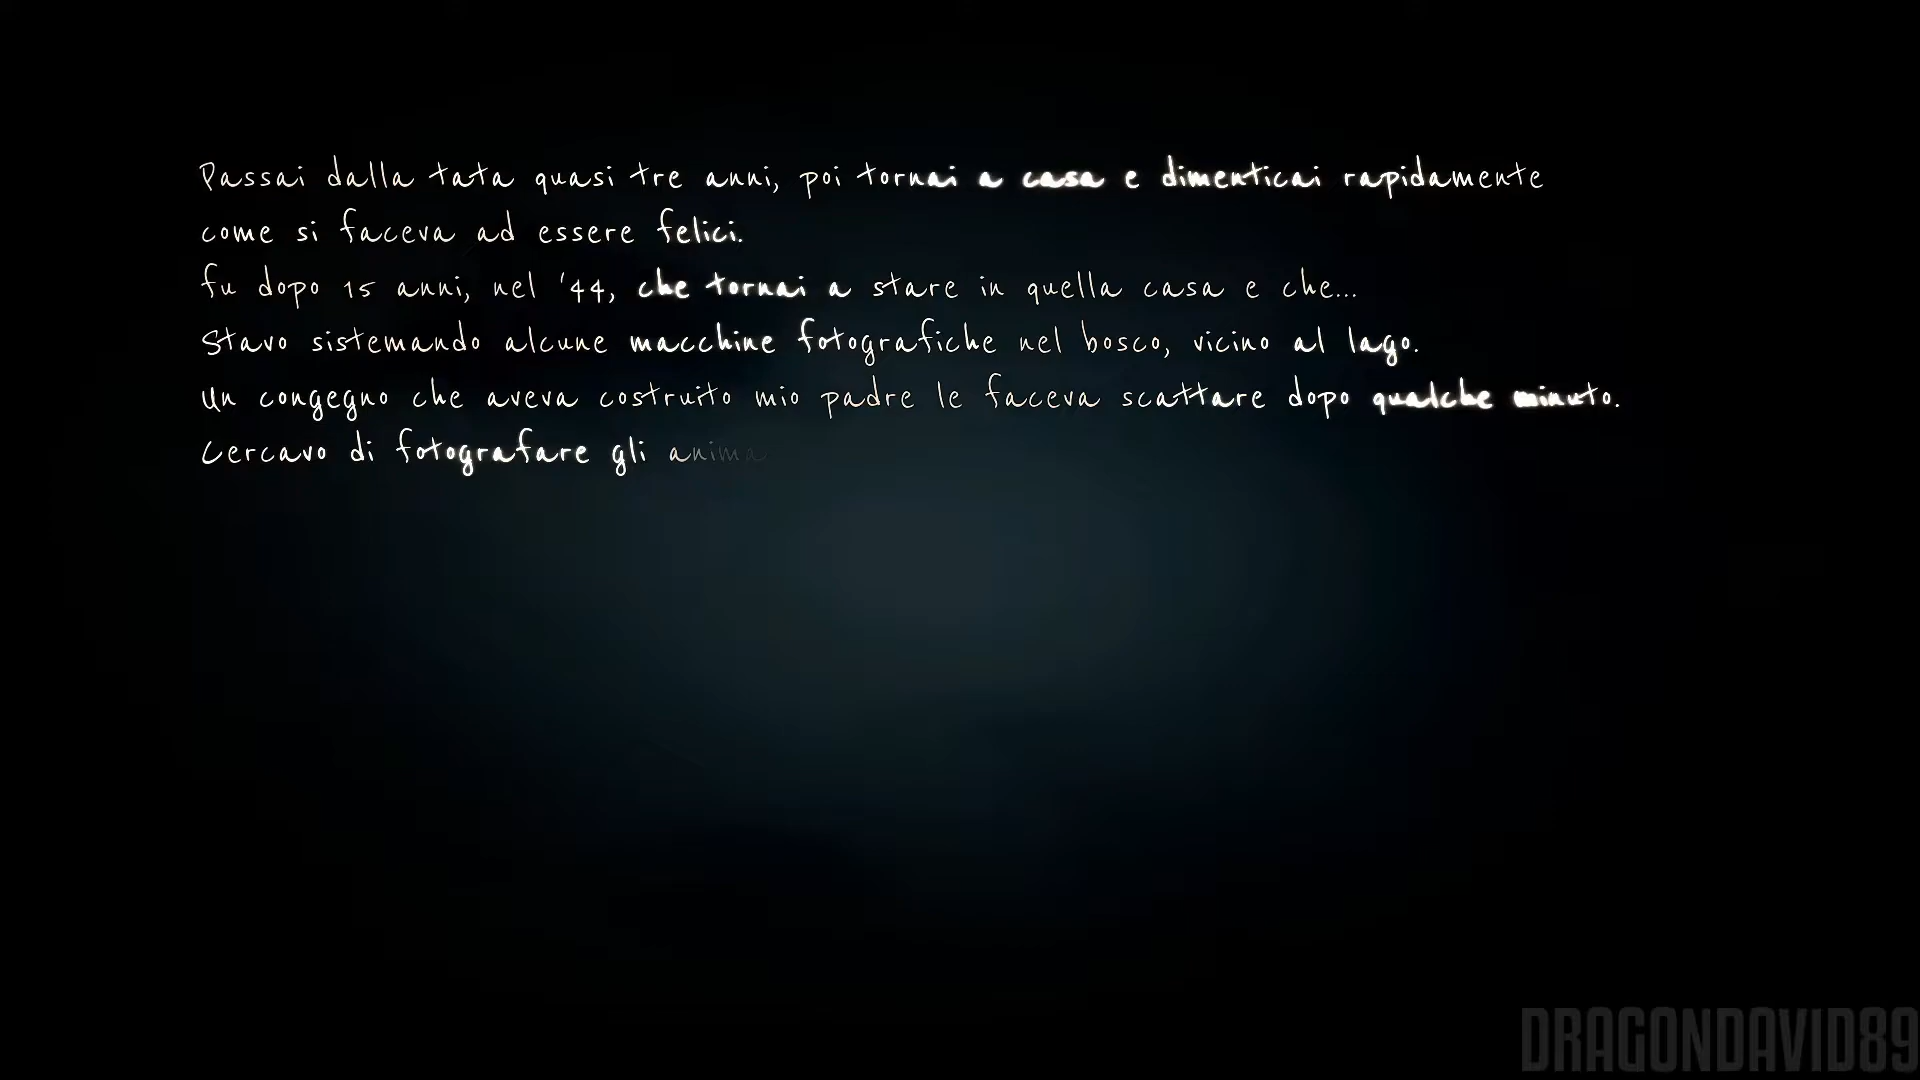 Passai dalla tata quasi tre anni, poi tornai a casa e dimenticai rapidamente
come si faceva ad essere felici.
fu dopo 15 anni, nel '44, che tornai a stare in quella casa e che...
Stavo sistemando alcune macchine fotografiche nel bosco, vicino al lago.
Un congegno che aveva costruito mio padre le faceva scattare dopo qualche minuto.
Cercavo di fotografare gli anima
DRAGONDAVID89